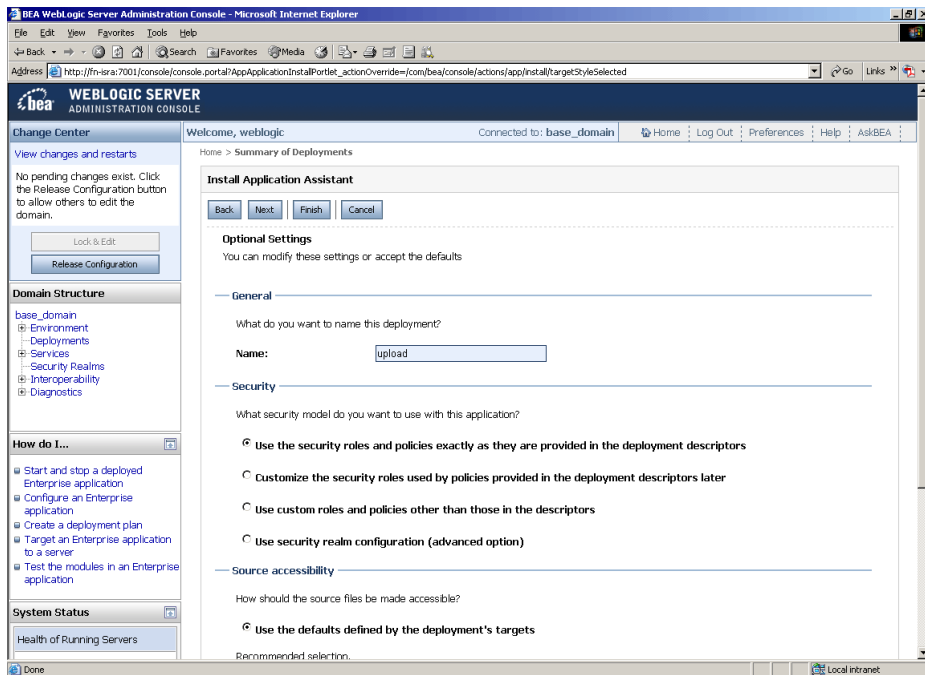 BEA WebLogic Server Administration Console - Microsoft Internet Explorer
File Edit View Favorites Tools Help
Back Search Favorites Media
Address http://fn-isra:7001/console/console.portal?AppApplicationInstallPortlet_actionOverride=/com/bea/console/actions/app/install/targetStyleSelected Go Links »
bea WEBLOGIC SERVER
ADMINISTRATION CONSOLE
Change Center
View changes and restarts
No pending changes exist. Click
the Release Configuration button
to allow others to edit the
domain.
Lock & Edit
Release Configuration
Domain Structure
base_domain
Environment
Deployments
Services
Security Realms
Interoperability
Diagnostics
How do I...
Start and stop a deployed
Enterprise application
Configure an Enterprise
application
Create a deployment plan
Target an Enterprise application
to a server
Test the modules in an Enterprise
application
System Status
Health of Running Servers
Welcome, weblogic Connected to: base_domain Home Log Out Preferences Help AskBEA
Home > Summary of Deployments
Install Application Assistant
Back Next Finish Cancel
Optional Settings
You can modify these settings or accept the defaults
General
What do you want to name this deployment?
Name: upload
Security
What security model do you want to use with this application?
Use the security roles and policies exactly as they are provided in the deployment descriptors
Customize the security roles used by policies provided in the deployment descriptors later
Use custom roles and policies other than those in the descriptors
Use security realm configuration (advanced option)
Source accessibility
How should the source files be made accessible?
Use the defaults defined by the deployment's targets
Recommended selection.
Done Local intranet